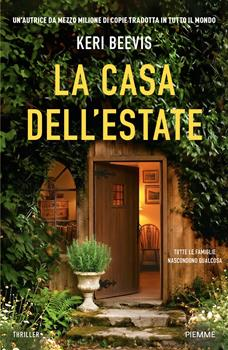 UN'AUTRICE DA MEZZO MILIONE DI COPIE TRADOTTA IN TUTTO IL MONDO
KERI BEEVIS
LA CASA
DELL'ESTATE
TUTTE LE FAMIGLIE
NASCONDONO QUALCOSA
THRILLER
PIEMME